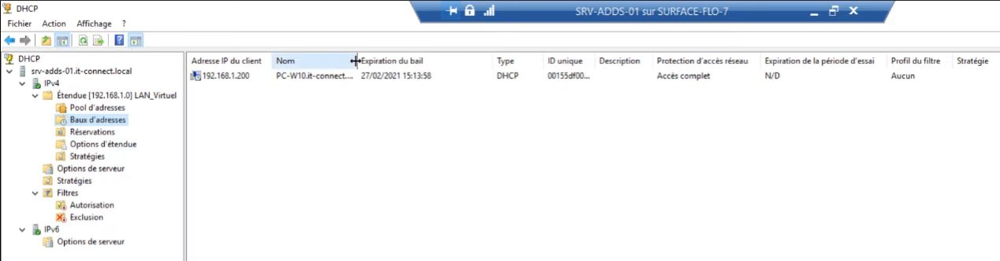 DHCP
SRV-ADDS-01 sur SURFACE-FLO-7
Fichier Action Affichage ?
DHCP
srv-adds-01.it-connect.local
IPv4
Étendue [192.168.1.0] LAN_Virtuel
Pool d'adresses
Baux d'adresses
Réservations
Options d'étendue
Stratégies
Options de serveur
Stratégies
Filtres
Autorisation
Exclusion
IPv6
Options de serveur
Adresse IP du client Nom Expiration du bail Type ID unique Description Protection d'accès réseau Expiration de la période d'essai Profil du filtre Stratégie
192.168.1.200 PC-W10.it-connect.... 27/02/2021 15:13:58 DHCP 00155df00... Accès complet N/D Aucun